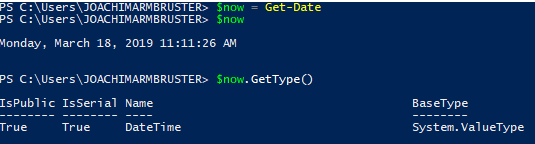 PS C:\Users\JOACHIMARMBRUSTER> $now = Get-Date
PS C:\Users\JOACHIMARMBRUSTER> $now
Monday, March 18, 2019 11:11:26 AM
PS C:\Users\JOACHIMARMBRUSTER> $now.GetType()
IsPublic IsSerial Name BaseType
-------- -------- ---- --------
True True DateTime System.ValueType